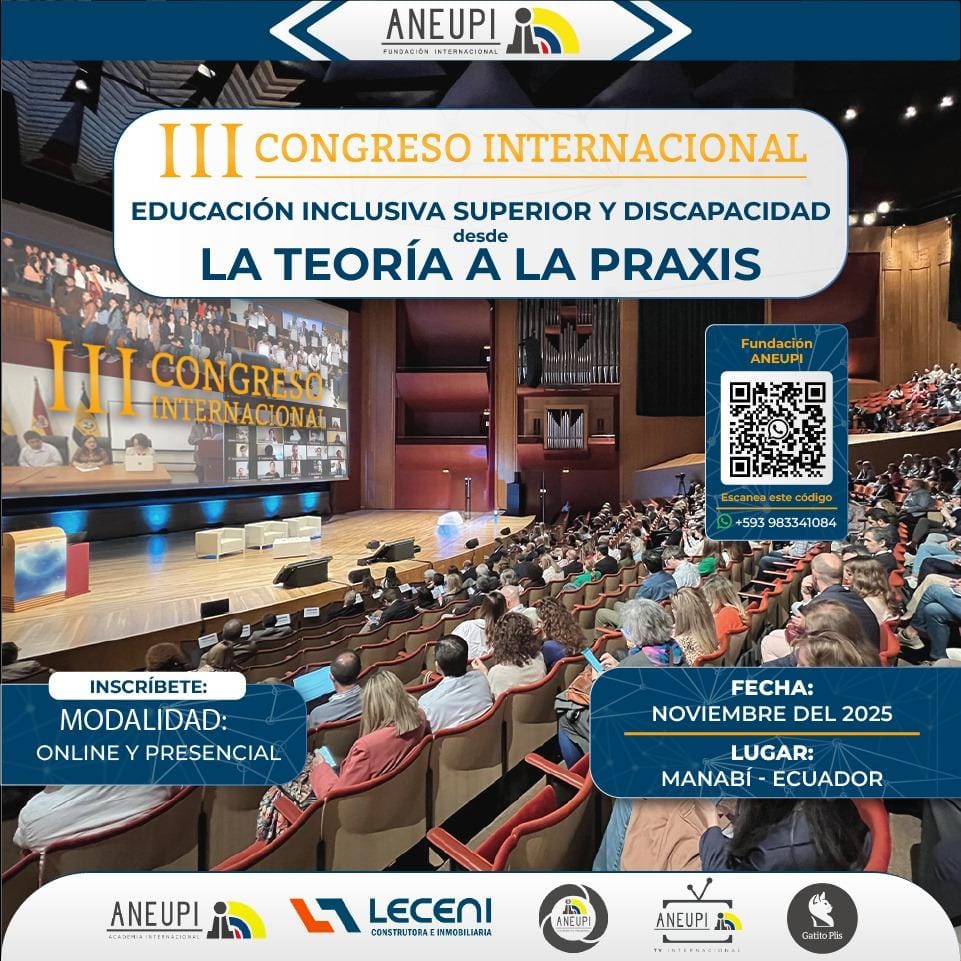 ANEUPI
FUNDACIÓN INTERNACIONAL
III CONGRESO INTERNACIONAL
EDUCACIÓN INCLUSIVA SUPERIOR Y DISCAPACIDAD
desde
LA TEORÍA A LA PRAXIS
III CONGRESO
INTERNACIONAL
Fundación
ANEUPI
Escanea este código
+593 983341084
INSCRÍBETE:
MODALIDAD:
ONLINE Y PRESENCIAL
FECHA:
NOVIEMBRE DEL 2025
LUGAR:
MANABÍ - ECUADOR
ANEUPI
ACADEMIA INTERNACIONAL
LECENI
CONSTRUTORA E INMOBILIARIA
ANEUPI
ANEUPI
TV INTERNACIONAL
Gatito Plis